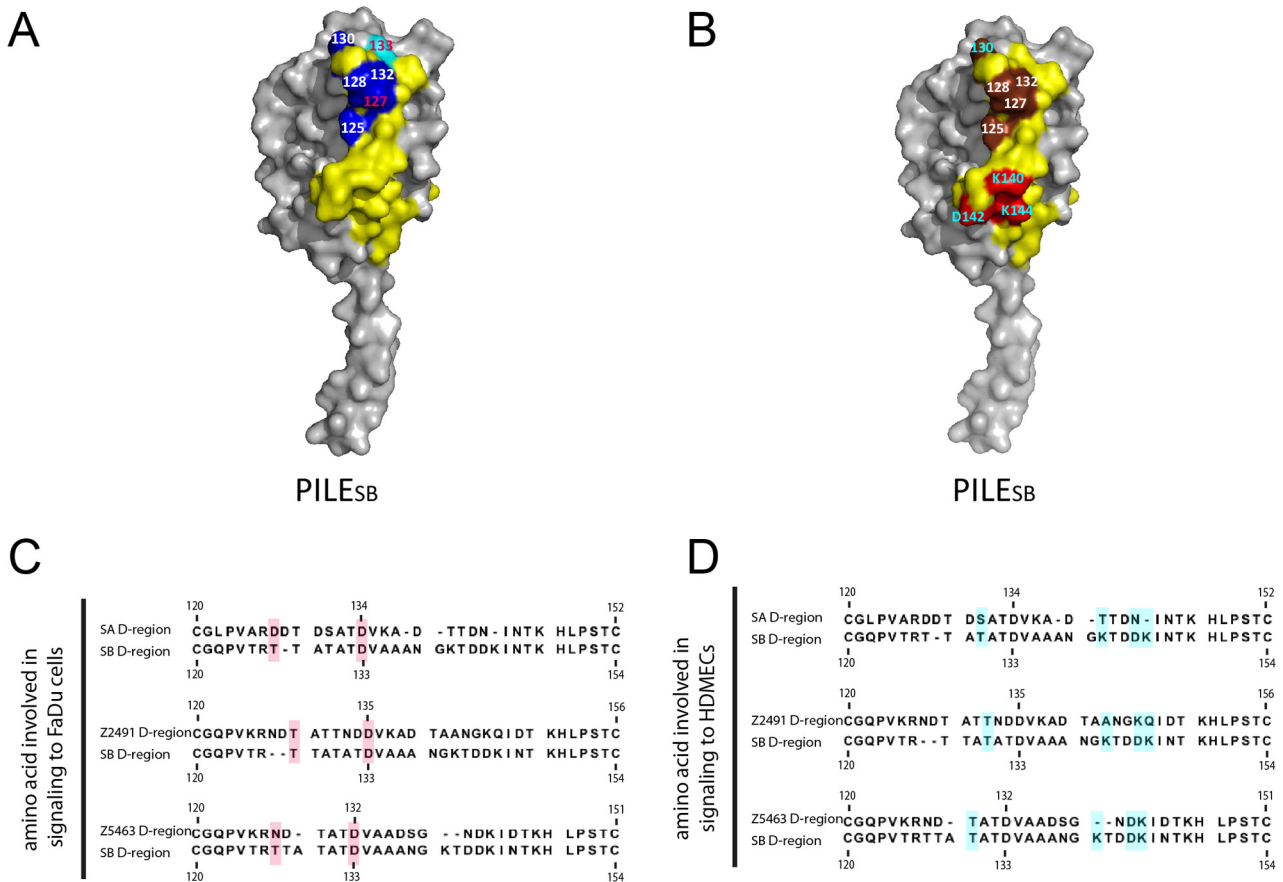 A
130
133
128
132
127
125
PILESB
B
130
128
132
127
125
K140
D142
K144
PILESB
C
amino acid involved in
signaling to FaDu cells
120 134 152
SA D-region CGLPVARDDT DSATDVKA-D -TTDN-INTK HLPSTC
SB D-region CGQPVTRT-T ATATDVAAAN GKTDDKINTK HLPSTC
120 133 154
120 135 156
Z2491 D-region CGQPVKRNDT ATTNDDVKAD TAANGKQIDT KHLPSTC
SB D-region CGQPVTR--T TATATDVAAA NGKTDDKINT KHLPSTC
120 133 154
120 132 151
Z5463 D-region CGQPVKRND- TATDVAADSG --NDKIDTKH LPSTC
SB D-region CGQPVTRTTA TATDVAAANG KTDDKINTKH LPSTC
120 133 154
D
amino acid involved in
signaling to HDMECs
120 134 152
SA D-region CGLPVARDDT DSATDVKA-D -TTDN-INTK HLPSTC
SB D-region CGQPVTRT-T ATATDVAAAN GKTDDKINTK HLPSTC
120 133 154
120 135 156
Z2491 D-region CGQPVKRNDT ATTNDDVKAD TAANGKQIDT KHLPSTC
SB D-region CGQPVTR--T TATATDVAAA NGKTDDKINT KHLPSTC
120 133 154
120 132 151
Z5463 D-region CGQPVKRND- TATDVAADSG --NDKIDTKH LPSTC
SB D-region CGQPVTRTTA TATDVAAANG KTDDKINTKH LPSTC
120 133 154